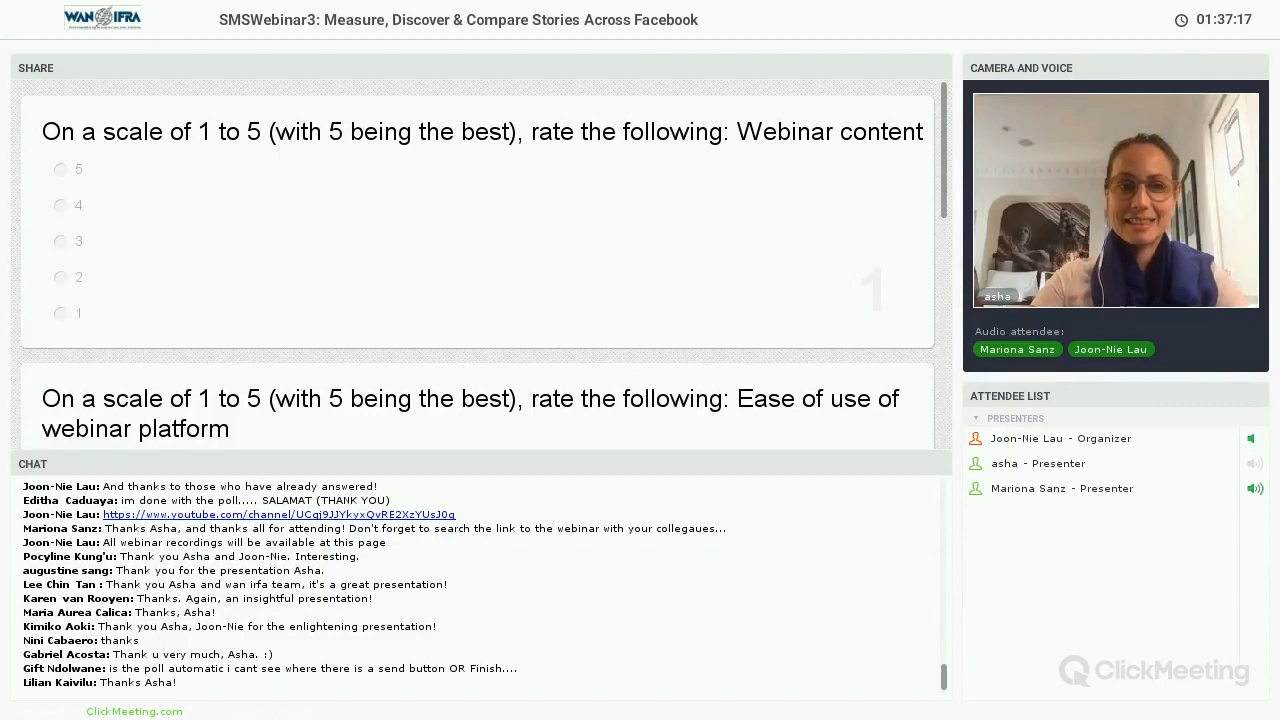 WAN IFRA
SMSWebinar3: Measure, Discover & Compare Stories Across Facebook
01:37:17
SHARE
On a scale of 1 to 5 (with 5 being the best), rate the following: Webinar content
5
4
3
2
1
1
On a scale of 1 to 5 (with 5 being the best), rate the following: Ease of use of
webinar platform
CHAT
Joon-Nie Lau: And thanks to those who have already answered!
Editha Caduaya: im done with the poll..... SALAMAT (THANK YOU)
Joon-Nie Lau: https://www.youtube.com/channel/UCqj9JJYkyxQvRE2XzYUsJ0g
Mariona Sanz: Thanks Asha, and thanks all for attending! Don't forget to search the link to the webinar with your collegaues...
Joon-Nie Lau: All webinar recordings will be available at this page
Pocyline Kung'u: Thank you Asha and Joon-Nie. Interesting.
augustine sang: Thank you for the presentation Asha.
Lee Chin Tan : Thank you Asha and wan irfa team, it's a great presentation!
Karen van Rooyen: Thanks. Again, an insightful presentation!
Maria Aurea Calica: Thanks, Asha!
Kimiko Aoki: Thank you Asha, Joon-Nie for the enlightening presentation!
Nini Cabaero: thanks
Gabriel Acosta: Thank u very much, Asha. :)
Gift Ndolwane: is the poll automatic i cant see where there is a send button OR Finish....
Lilian Kaivilu: Thanks Asha!
ClickMeeting.com
CAMERA AND VOICE
asha
Audio attendee:
Mariona Sanz
Joon-Nie Lau
ATTENDEE LIST
PRESENTERS
Joon-Nie Lau - Organizer
asha - Presenter
Mariona Sanz - Presenter
ClickMeeting